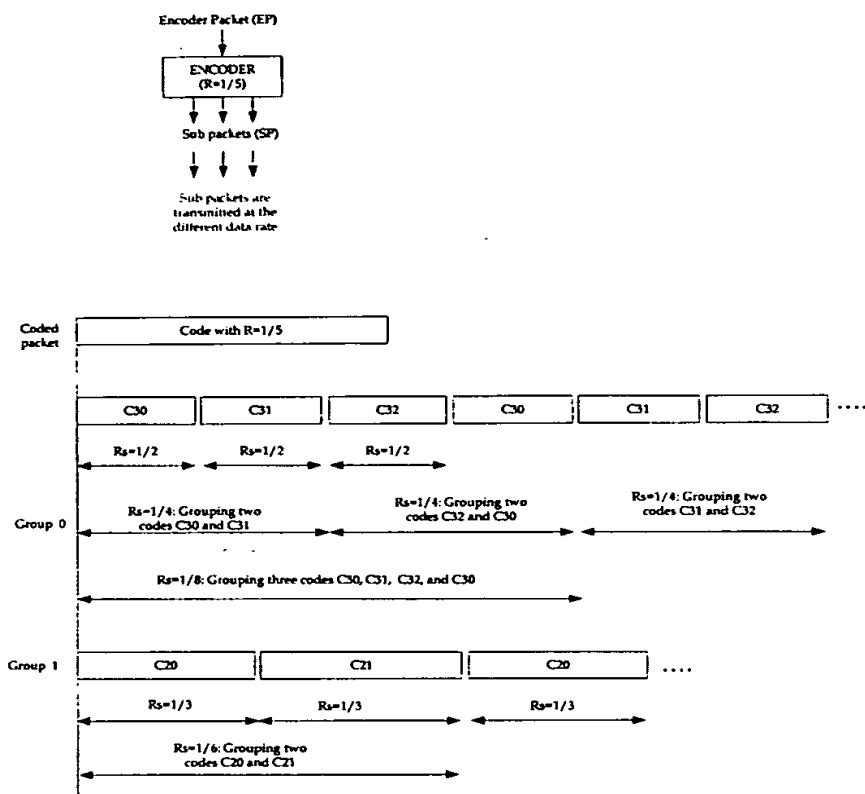 Encoder Packet (EP)
ENCODER
(R=1/5)
Sub packets (SP)
Sub packets are
transmitted at the
different data rate
Coded
packet
Code with R=1/5
C30 C31 C32 C30 C31 C32 ....
Rs=1/2 Rs=1/2 Rs=1/2
Group 0
Rs=1/4: Grouping two
codes C30 and C31
Rs=1/4: Grouping two
codes C32 and C30
Rs=1/4: Grouping two
codes C31 and C32
Rs=1/8: Grouping three codes C30, C31, C32, and C30
Group 1
C20 C21 C20 ....
Rs=1/3 Rs=1/3 Rs=1/3
Rs=1/6: Grouping two
codes C20 and C21